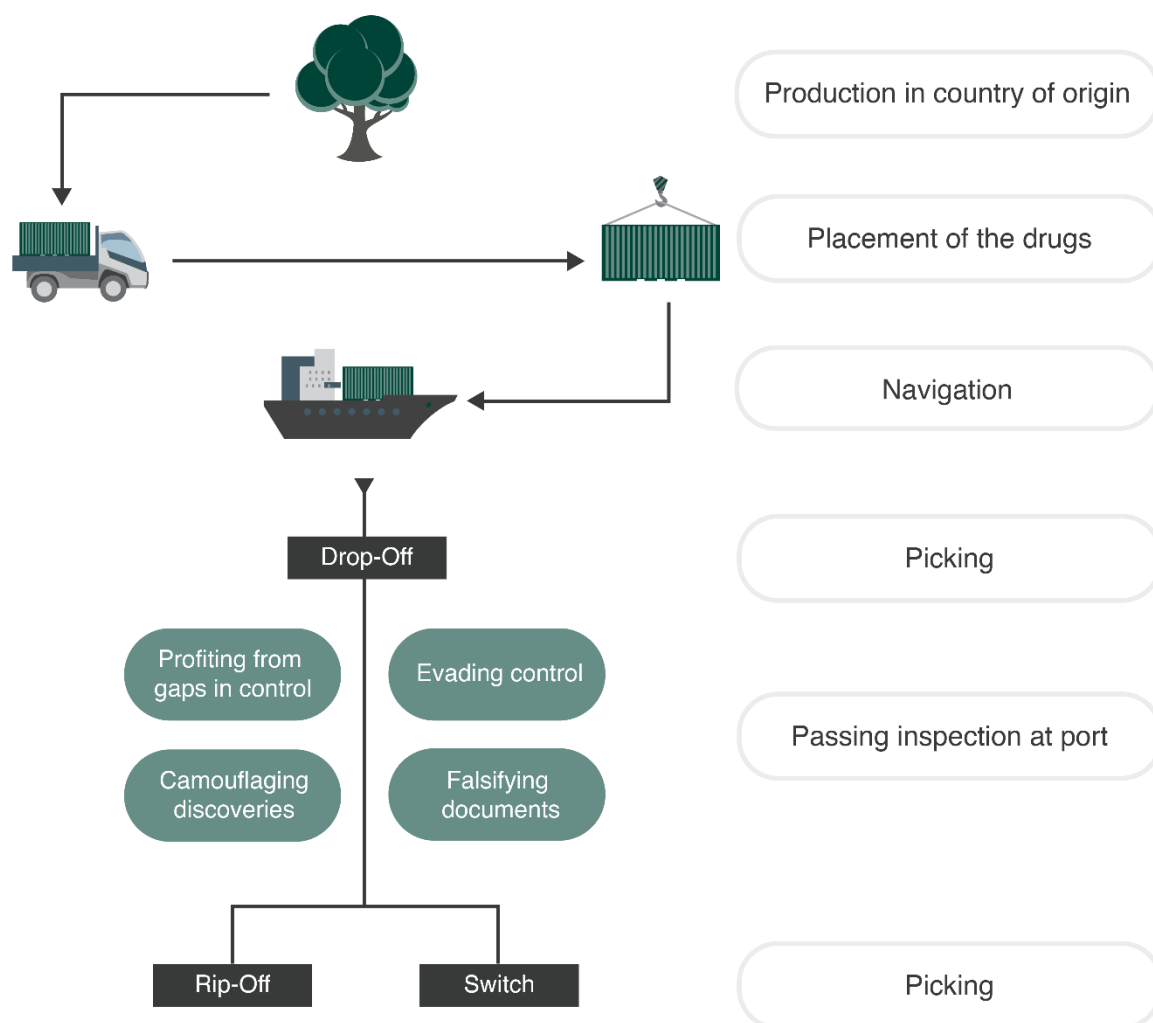 Production in country of origin
Placement of the drugs
Navigation
Drop-Off
Picking
Profiting from
gaps in control
Evading control
Camouflaging
discoveries
Falsifying
documents
Passing inspection at port
Rip-Off
Switch
Picking